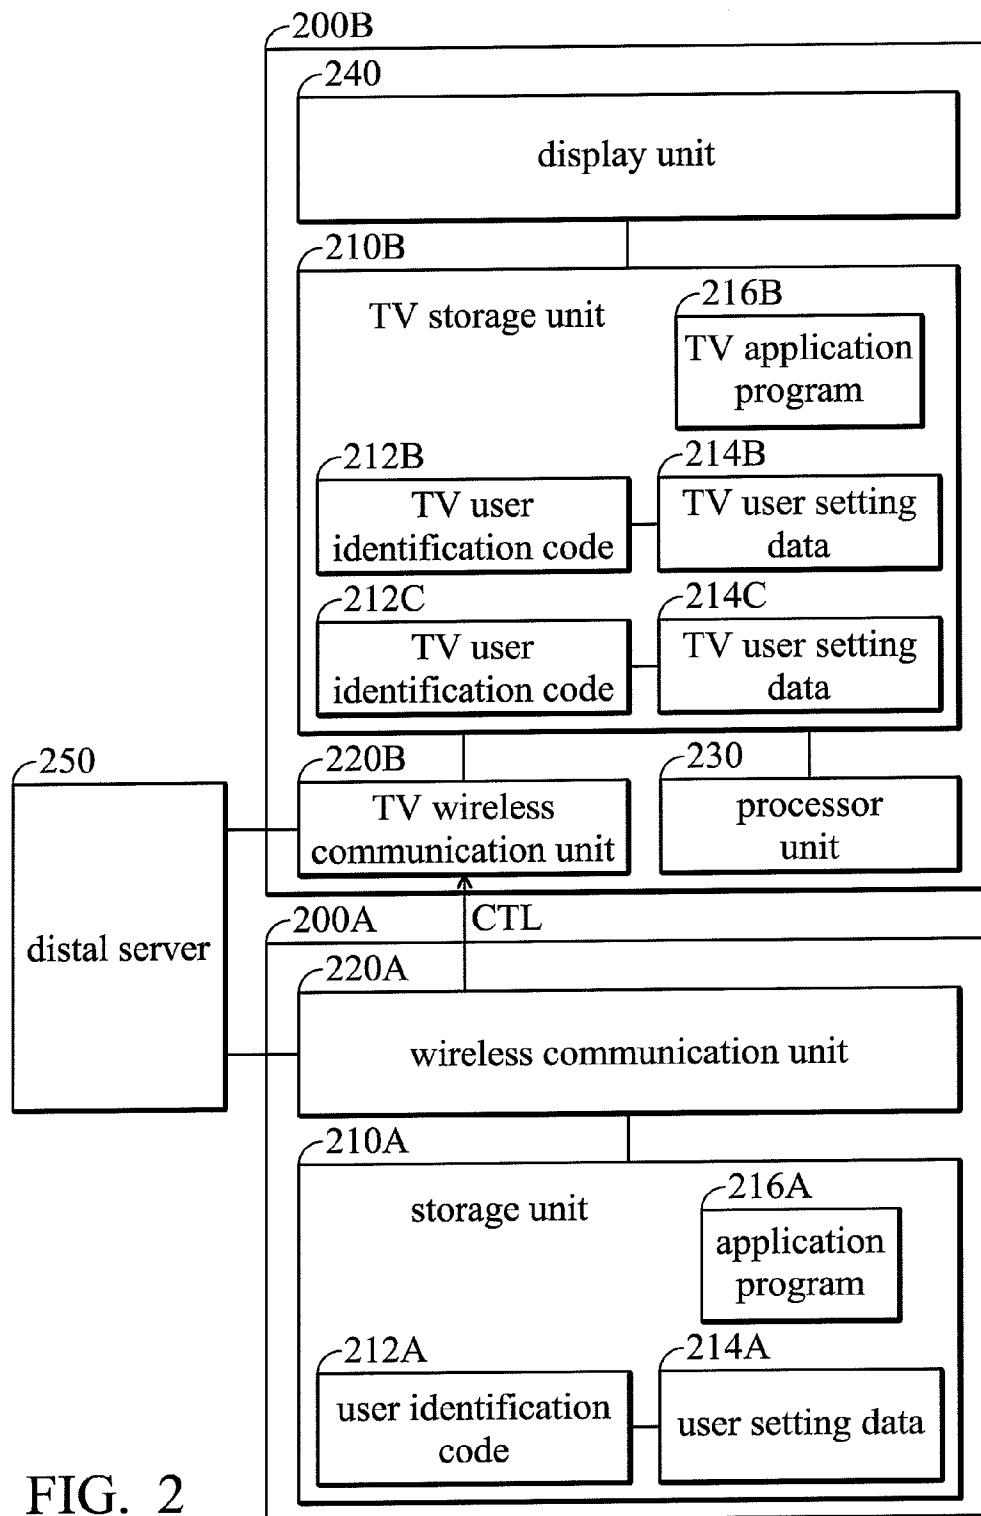 200B
240
display unit
210B
TV storage unit
216B
TV application
program
212B
TV user
identification code
214B
TV user setting
data
212C
TV user
identification code
214C
TV user setting
data
250
distal server
220B
TV wireless
communication unit
230
processor
unit
200A
CTL
220A
wireless communication unit
210A
storage unit
216A
application
program
212A
user identification
code
214A
user setting data
FIG. 2